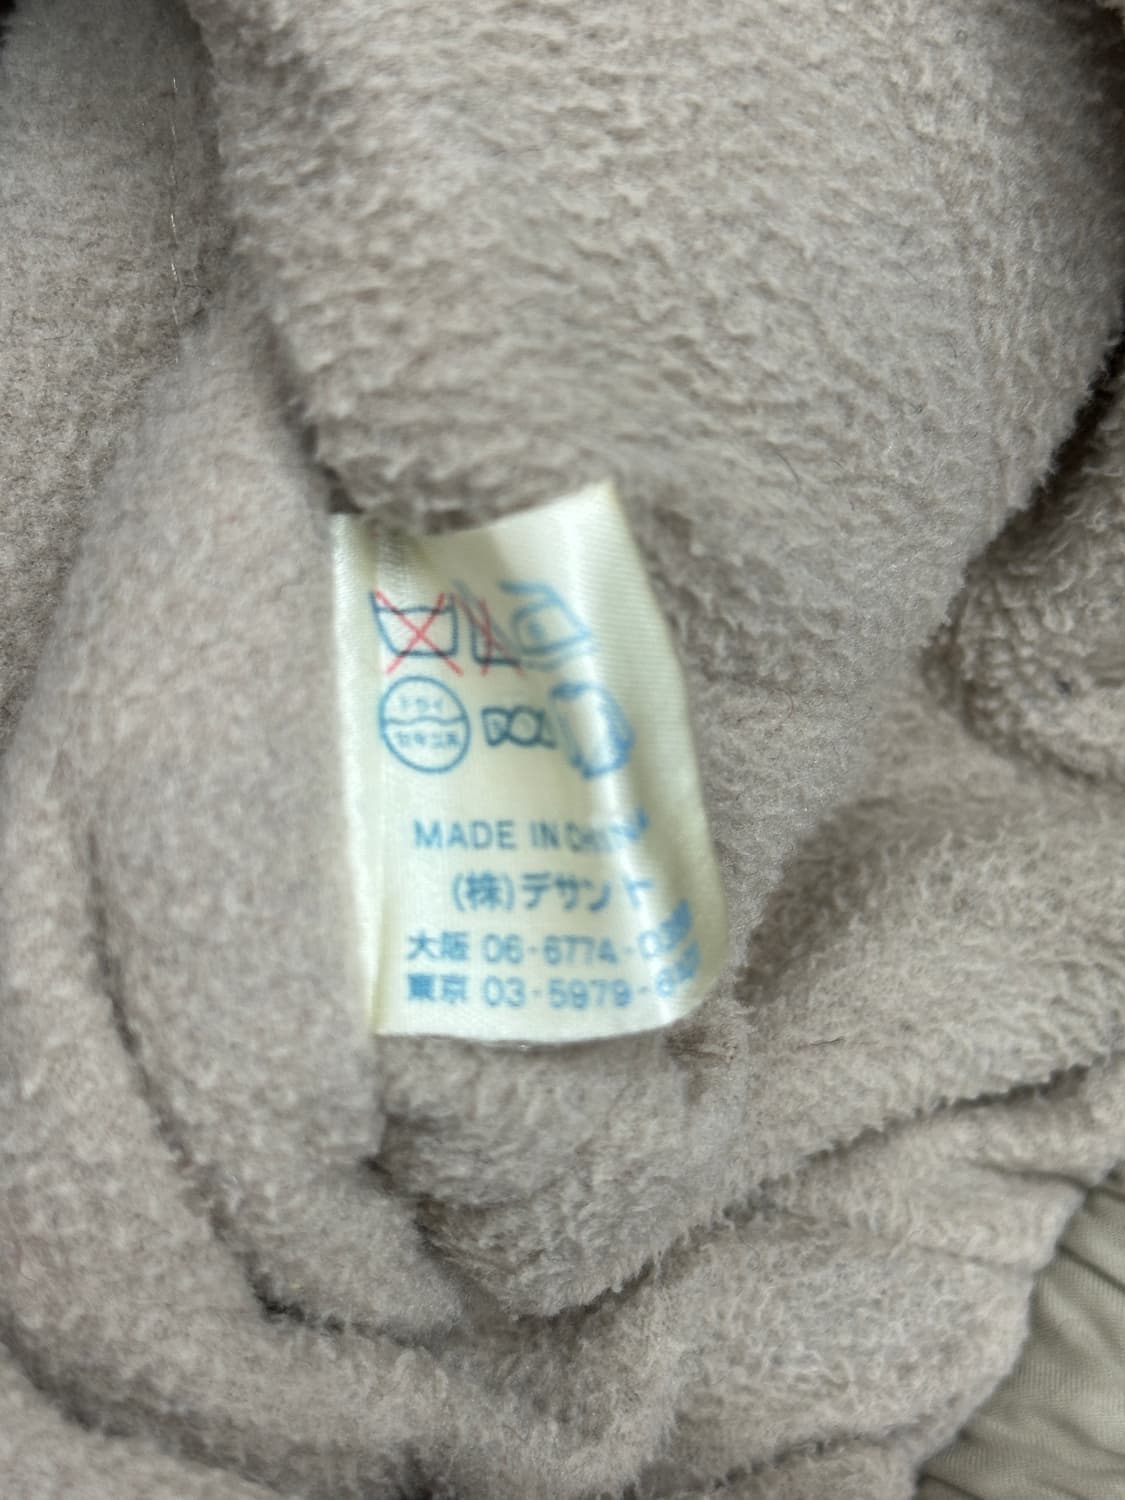 ドライ
セキユ系
MADE IN CHINA
(株)デサント
大阪 06-6774-0
東京 03-5979-